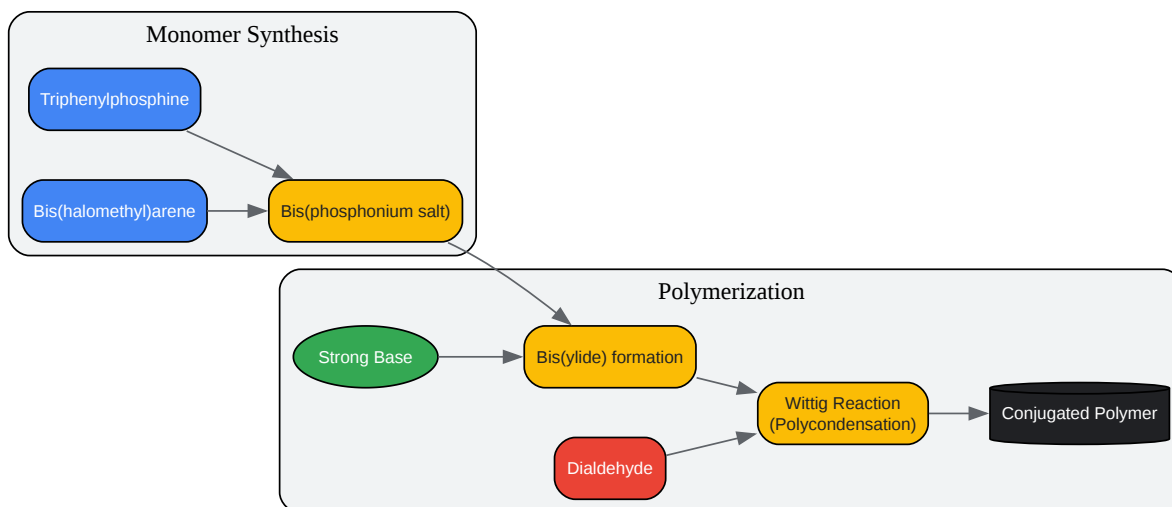 Monomer Synthesis
Triphenylphosphine
Bis(halomethyl)arene
Bis(phosphonium salt)
Polymerization
Strong Base
Bis(ylide) formation
Wittig Reaction
(Polycondensation)
Conjugated Polymer
Dialdehyde